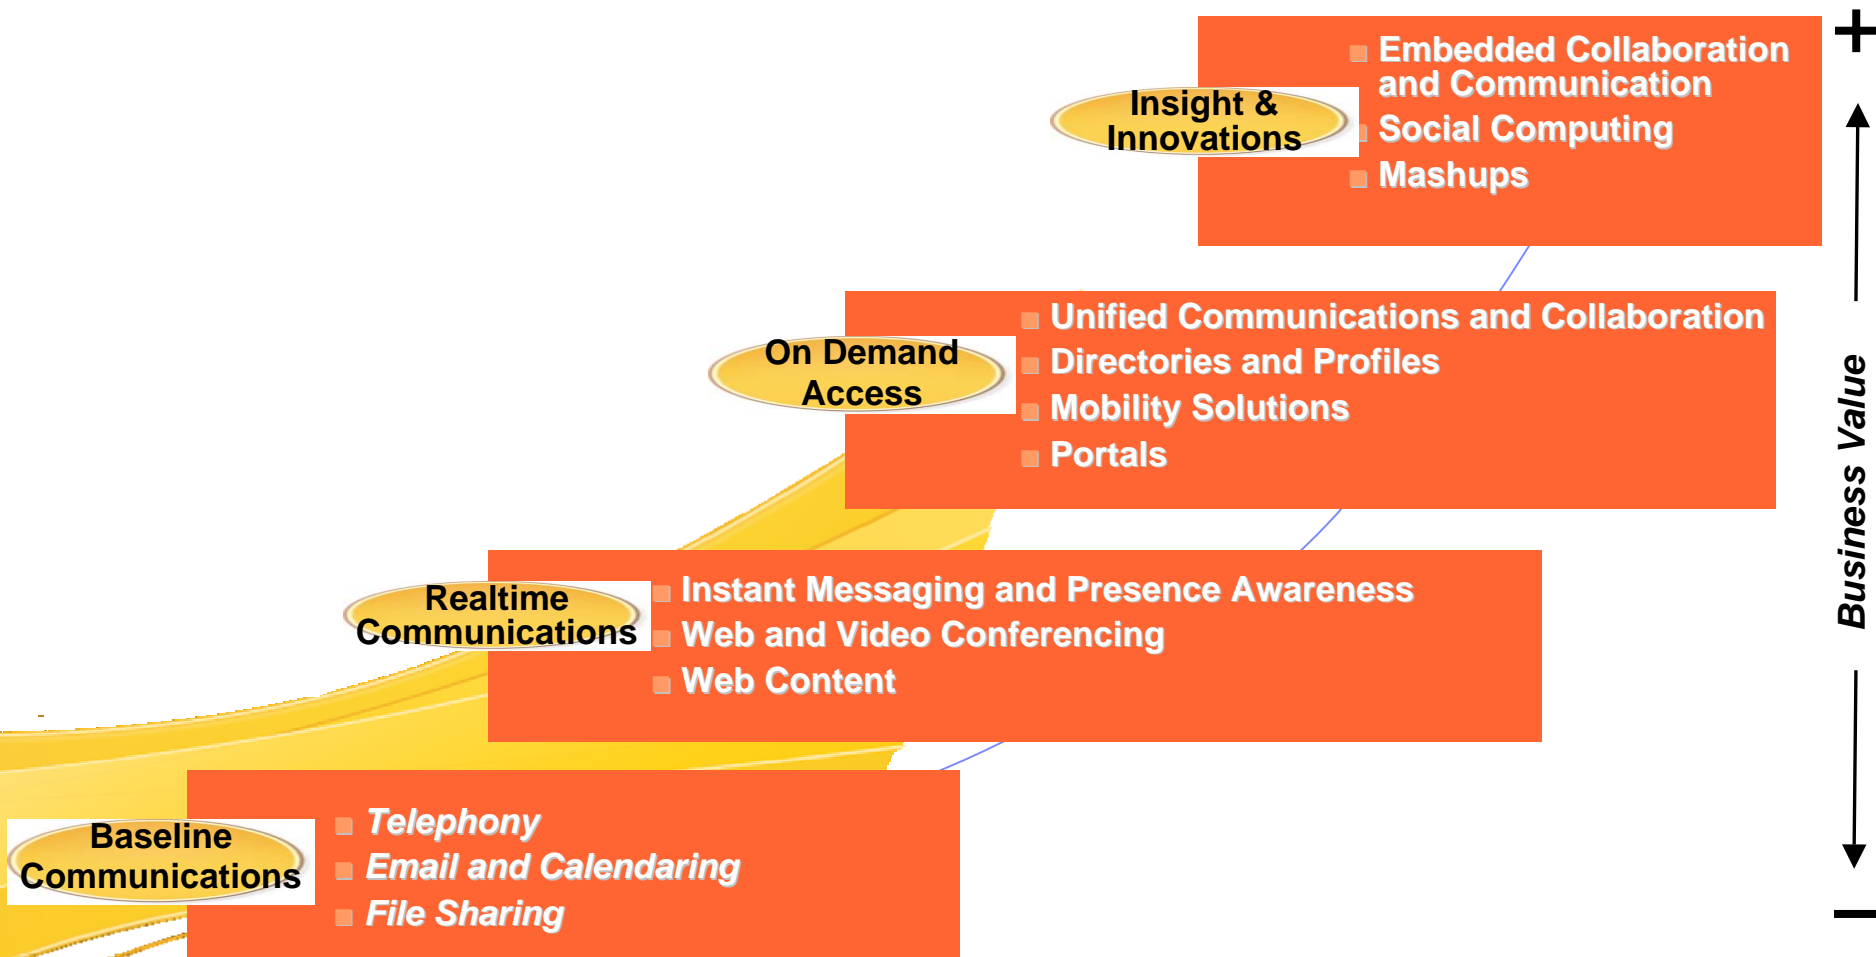 Embedded Collaboration
and Communication
Social Computing
Mashups
Insight &
Innovations
+
Unified Communications and Collaboration
Directories and Profiles
Mobility Solutions
Portals
On Demand
Access
Business Value
Instant Messaging and Presence Awareness
Web and Video Conferencing
Web Content
Realtime
Communications
Telephony
Email and Calendaring
File Sharing
Baseline
Communications
–